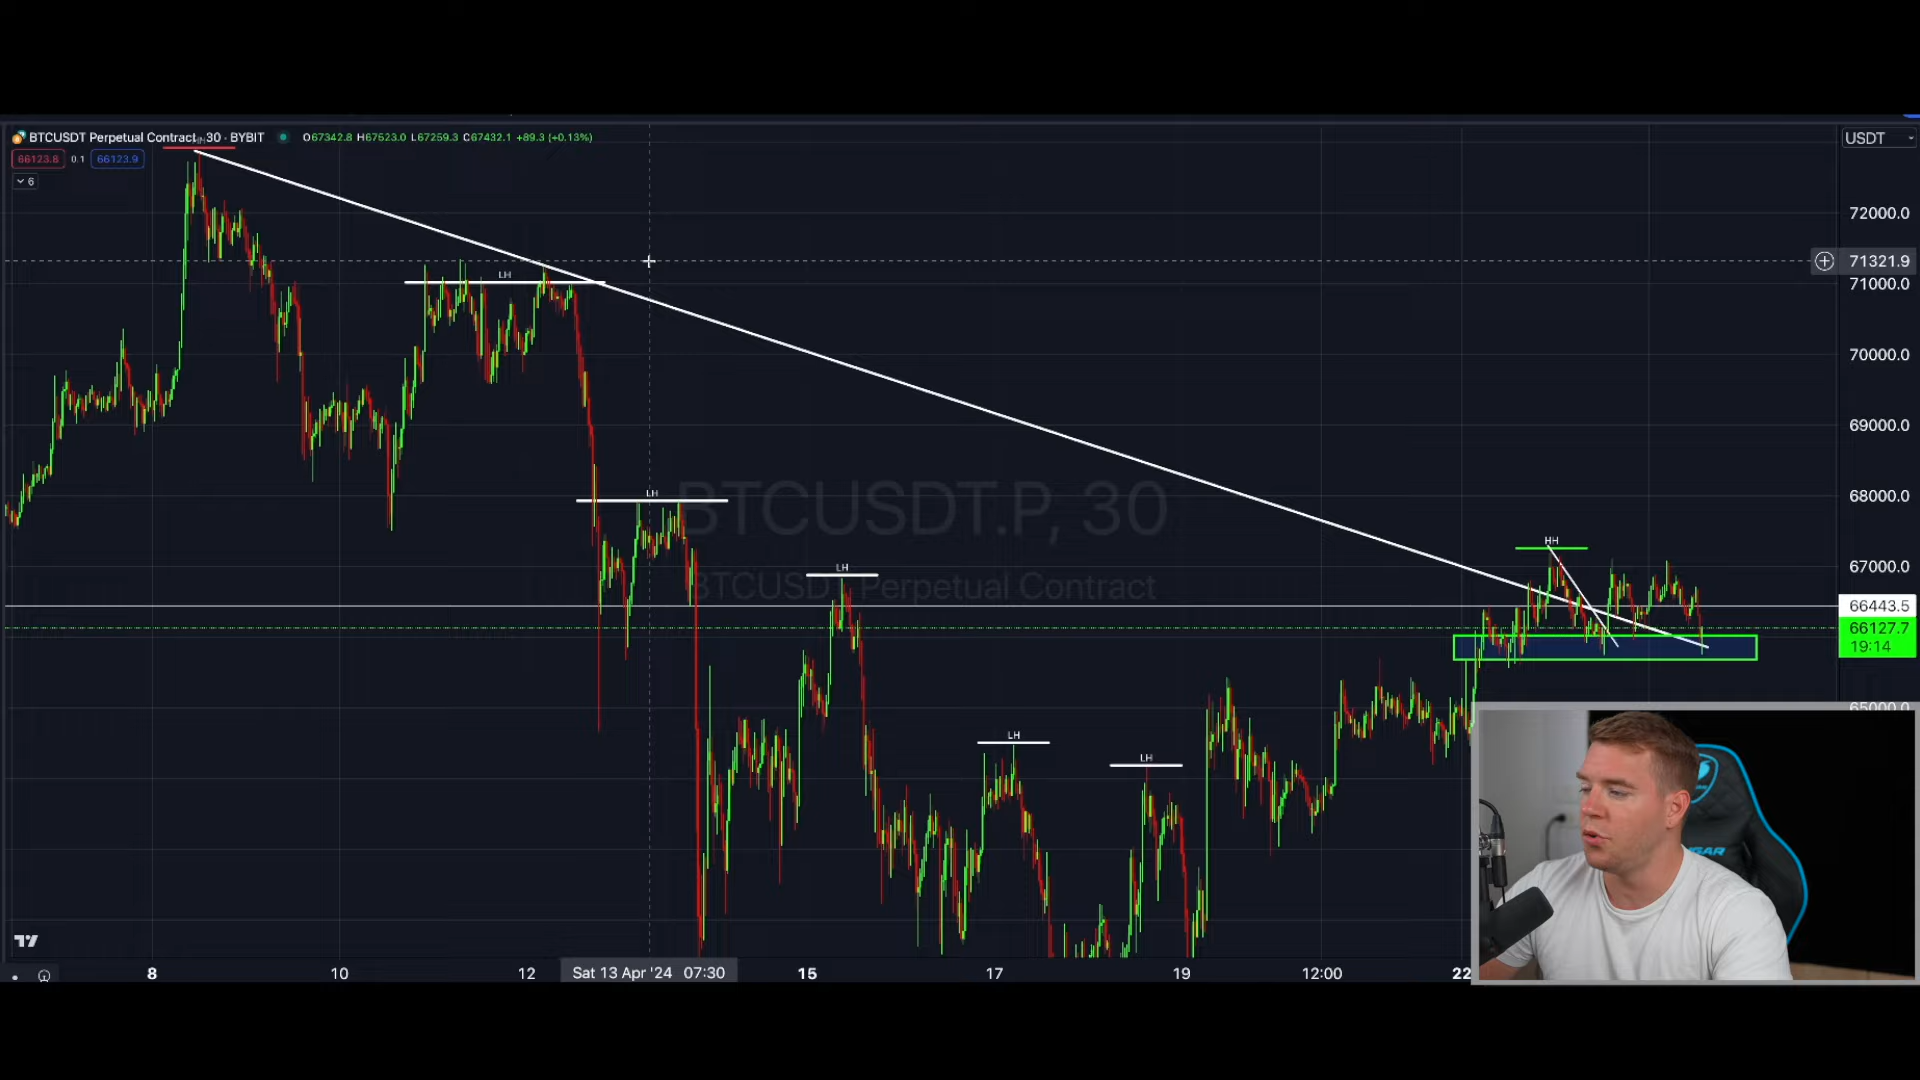 BTCUSDT Perpetual Contract · 30 · BYBIT O67342.8 H67523.0 L67259.3 C67432.1 +89.3 (+0.13%)
USDT
66123.8 0.1 66123.9
6
72000.0
71321.9
71000.0
LH
70000.0
69000.0
LH
68000.0
BTCUSDT.P, 30
HH
67000.0
LH
BTCUSDT Perpetual Contract
66443.5
66127.7
19:14
65000.0
LH
LH
8 10 12 Sat 13 Apr '24 07:30 15 17 19 12:00 22